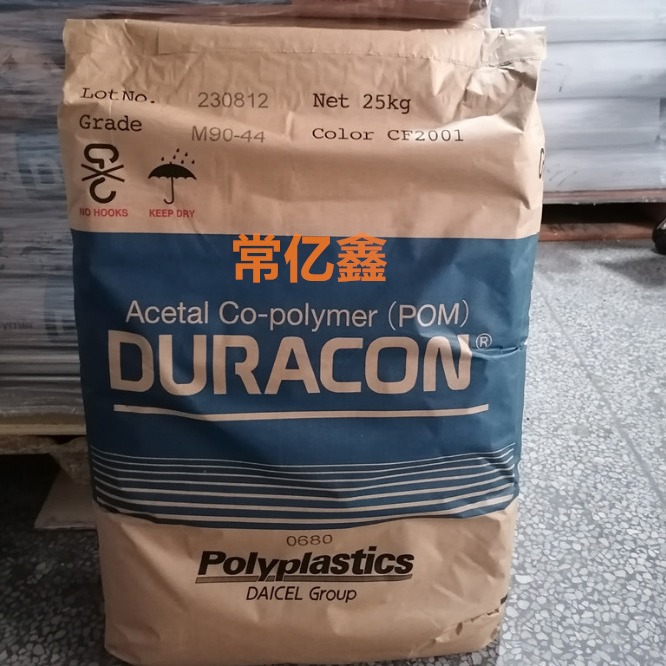 Lot No. 230812 Net 25kg
Grade M90-44 Color CF2001
NO HOOKS KEEP DRY
常亿鑫
Acetal Co-polymer (POM)
DURACON®
0680
Polyplastics
DAICEL Group